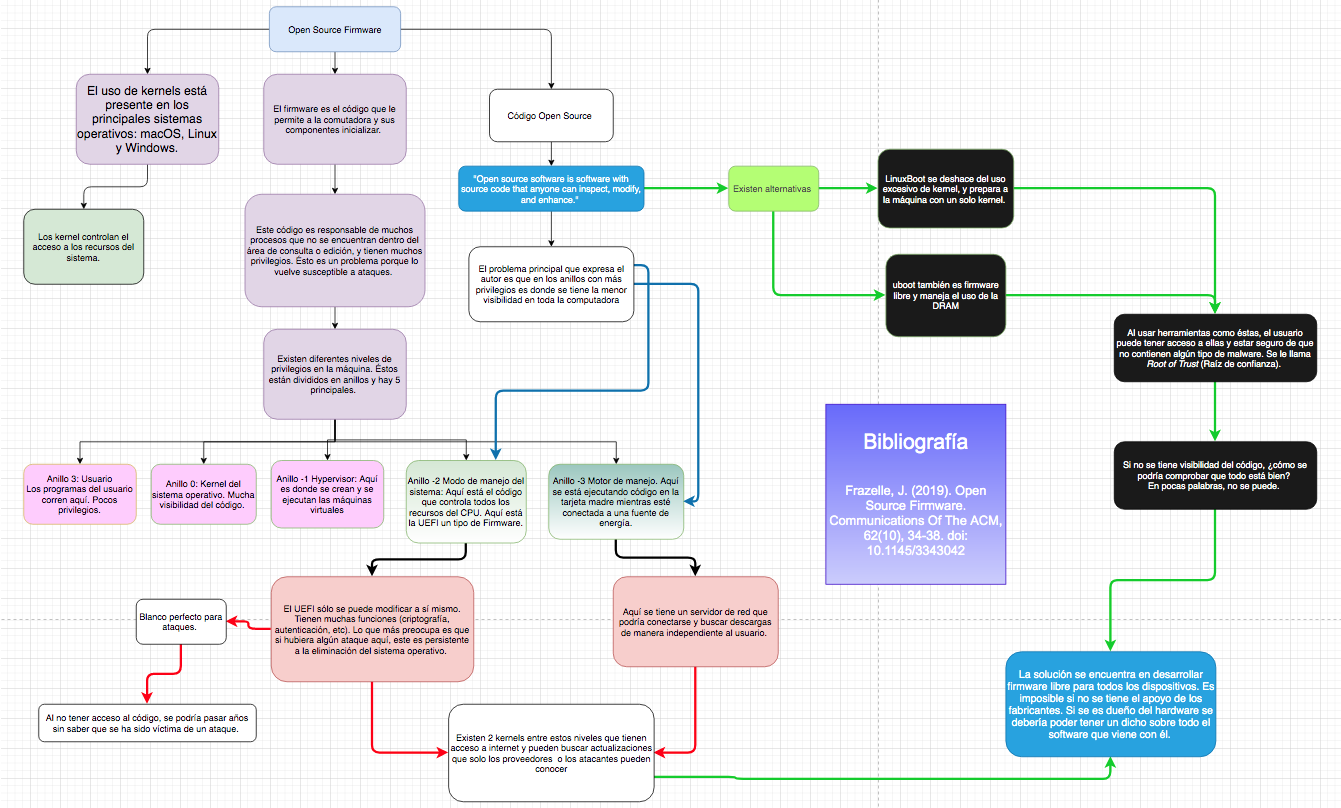 Open Source Firmware
El uso de kernels está
presente en los
principales sistemas
operativos: macOS, Linux
y Windows.
El firmware es el código que le
permite a la comutadora y sus
componentes inicializar.
Código Open Source
"Open source software is software with
source code that anyone can inspect, modify,
and enhance."
Existen alternativas
LinuxBoot se deshace del uso
excesivo de kernel, y prepara a
la máquina con un solo kernel.
Los kernel controlan el
acceso a los recursos del
sistema.
Este código es responsable de muchos
procesos que no se encuentran dentro del
área de consulta o edición, y tienen muchos
privilegios. Ésto es un problema porque lo
vuelve susceptible a ataques.
El problema principal que expresa el
autor es que en los anillos con más
privilegios es donde se tiene la menor
visibilidad en toda la computadora
uboot también es firmware
libre y maneja el uso de la
DRAM
Al usar herramientas como éstas, el usuario
puede tener acceso a ellas y estar seguro de que
no contienen algún tipo de malware. Se le llama
Root of Trust (Raíz de confianza).
Existen diferentes niveles de
privilegios en la máquina. Éstos
están divididos en anillos y hay 5
principales.
Anillo 3: Usuario
Los programas del usuario
corren aquí. Pocos
privilegios.
Anillo 0: Kernel del
sistema operativo. Mucha
visibilidad del código.
Anillo -1 Hypervisor: Aquí
es donde se crean y se
ejecutan las máquinas
virtuales
Anillo -2 Modo de manejo del
sistema: Aquí está el código
que controla todos los
recursos del CPU. Aquí está
la UEFI un tipo de Firmware.
Anillo -3 Motor de manejo. Aquí
se está ejecutando código en la
tarjeta madre mientras esté
conectada a una fuente de
energía.
Bibliografía
Frazelle, J. (2019). Open
Source Firmware.
Communications Of The ACM,
62(10), 34-38. doi:
10.1145/3343042
Si no se tiene visibilidad del código, ¿cómo se
podría comprobar que todo está bien?
En pocas palabras, no se puede.
Blanco perfecto para
ataques.
El UEFI sólo se puede modificar a sí mismo.
Tienen muchas funciones (criptografía,
autenticación, etc). Lo que más preocupa es que
si hubiera algún ataque aquí, este es persistente
a la eliminación del sistema operativo.
Aquí se tiene un servidor de red que
podría conectarse y buscar descargas
de manera independiente al usuario.
Al no tener acceso al código, se podría pasar años
sin saber que se ha sido víctima de un ataque.
Existen 2 kernels entre estos niveles que tienen
acceso a internet y pueden buscar actualizaciones
que solo los proveedores o los atacantes pueden
conocer
La solución se encuentra en desarrollar
firmware libre para todos los dispositivos. Es
imposible si no se tiene el apoyo de los
fabricantes. Si se es dueño del hardware se
debería poder tener un dicho sobre todo el
software que viene con él.